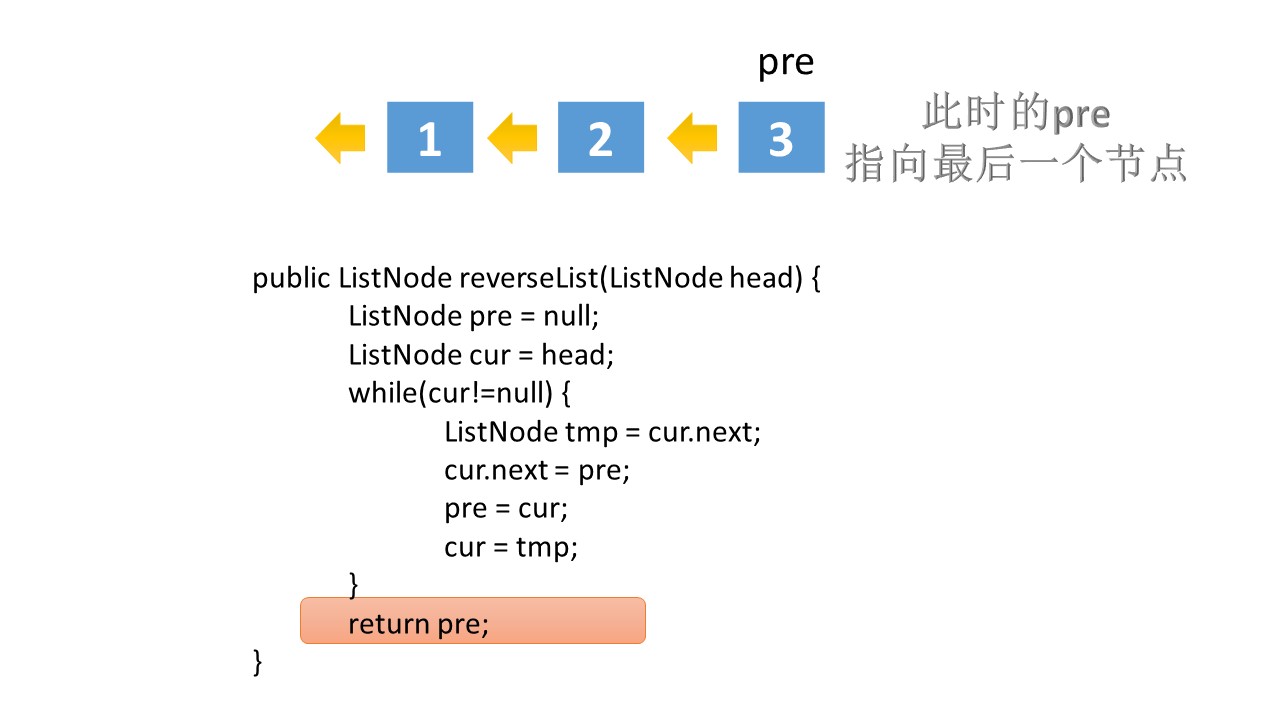 pre
1 2 3
此时的pre
指向最后一个节点
public ListNode reverseList(ListNode head) {
ListNode pre = null;
ListNode cur = head;
while(cur!=null) {
ListNode tmp = cur.next;
cur.next = pre;
pre = cur;
cur = tmp;
}
return pre;
}